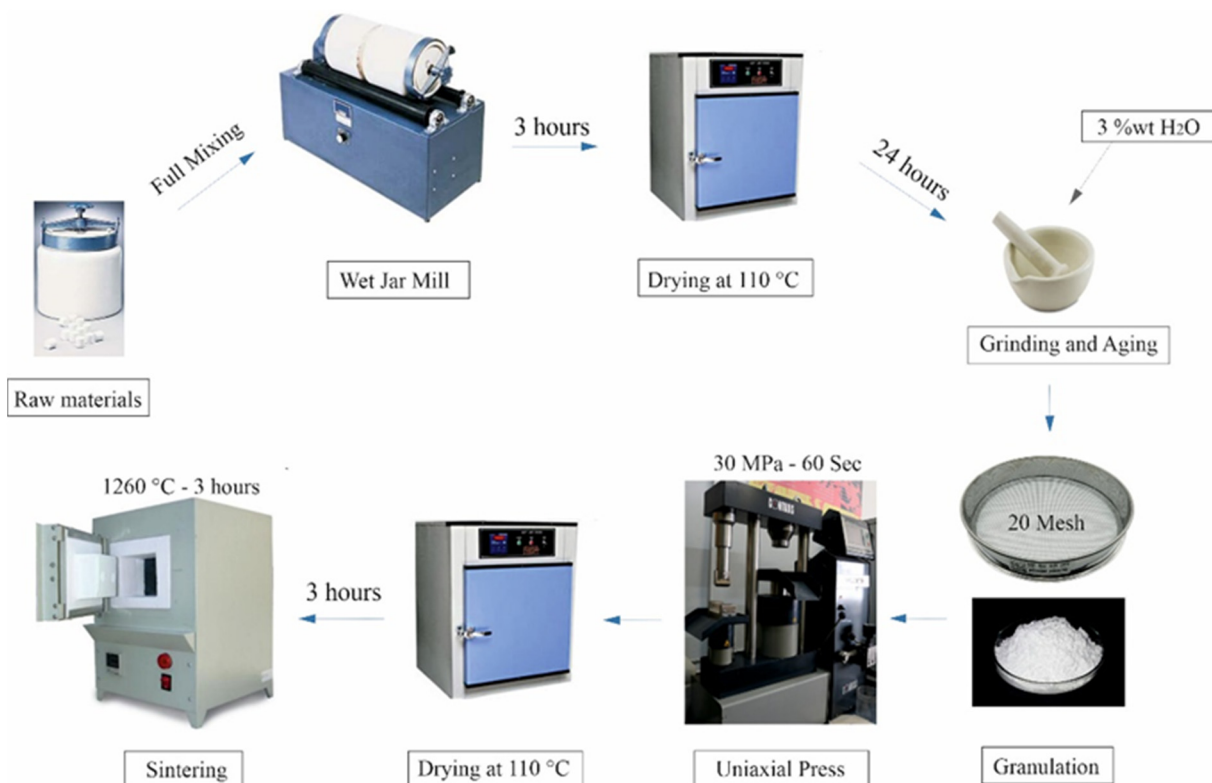 Full Mixing
3 hours
24 hours
3 %wt H2O
Wet Jar Mill
Drying at 110 °C
Grinding and Aging
Raw materials
1260 °C - 3 hours
30 MPa - 60 Sec
20 Mesh
3 hours
Sintering
Drying at 110 °C
Uniaxial Press
Granulation